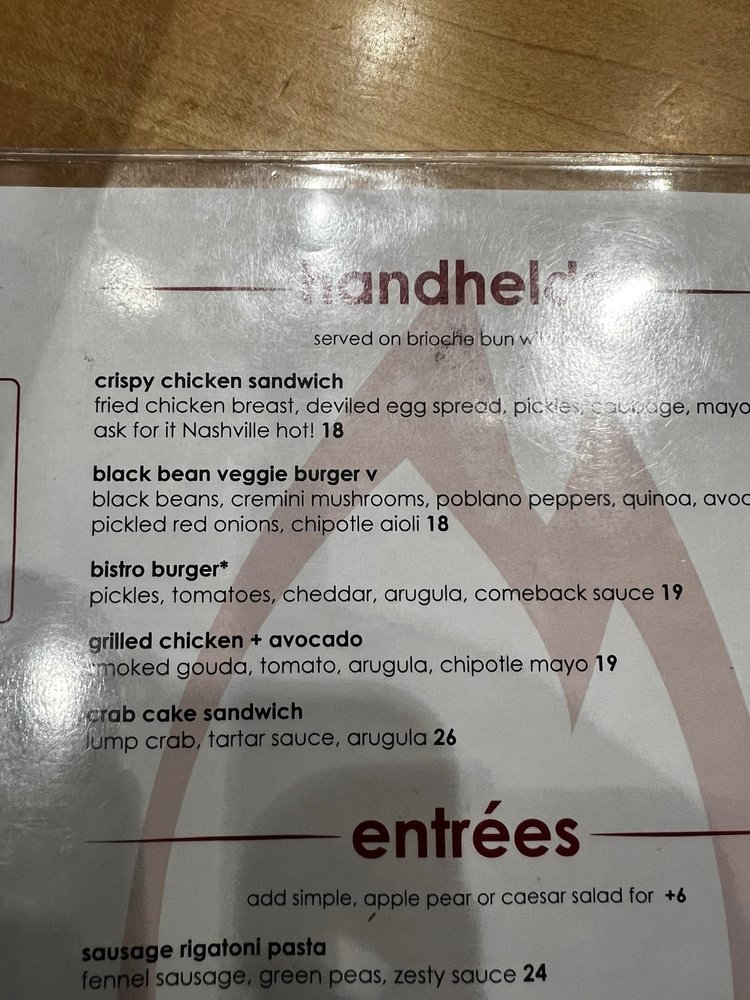 handhelds
served on brioche bun
crispy chicken sandwich
fried chicken breast, deviled egg spread, pickles, cabbage, mayo
ask for it Nashville hot! 18
black bean veggie burger v
black beans, cremini mushrooms, poblano peppers, quinoa, avoc
pickled red onions, chipotle aioli 18
bistro burger*
pickles, tomatoes, cheddar, arugula, comeback sauce 19
grilled chicken + avocado
smoked gouda, tomato, arugula, chipotle mayo 19
crab cake sandwich
lump crab, tartar sauce, arugula 26
entrées
add simple, apple pear or caesar salad for +6
sausage rigatoni pasta
fennel sausage, green peas, zesty sauce 24